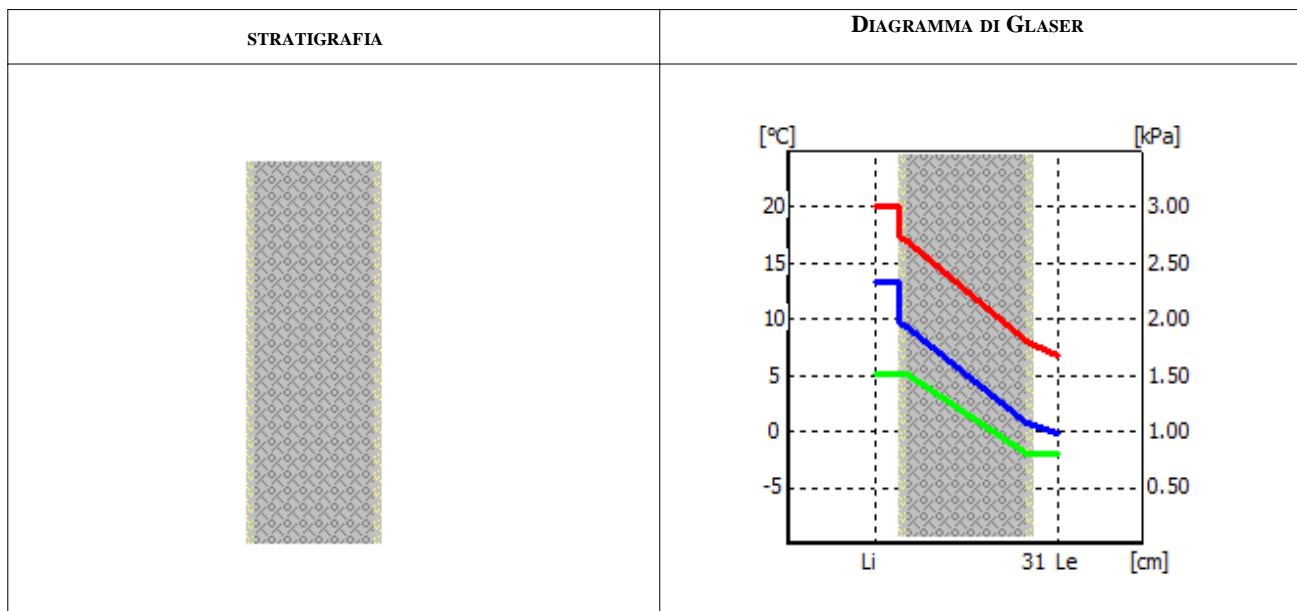 STRATIGRAFIA
DIAGRAMMA DI GLASER
[ºC] [kPa]
20 3.00
15 2.50
10 2.00
5 1.50
0 1.00
-5 0.50
Li 31 Le [cm]